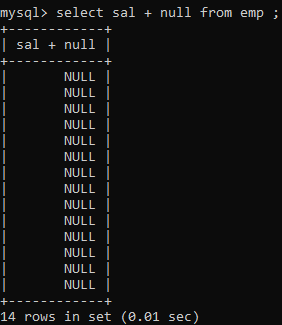 mysql> select sal + null from emp ;
+------------+
| sal + null |
+------------+
|       NULL |
|       NULL |
|       NULL |
|       NULL |
|       NULL |
|       NULL |
|       NULL |
|       NULL |
|       NULL |
|       NULL |
|       NULL |
|       NULL |
|       NULL |
|       NULL |
+------------+
14 rows in set (0.01 sec)